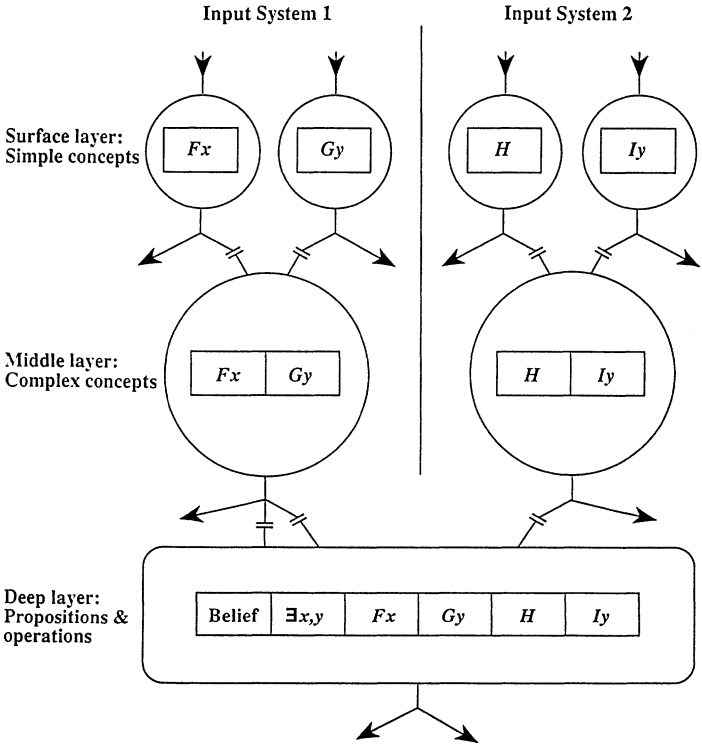 Input System 1
Input System 2
Surface layer:
Simple concepts
Fx
Gy
H
Iy
Middle layer:
Complex concepts
Fx
Gy
H
Iy
Deep layer:
Propositions &
operations
Belief
∃x,y
Fx
Gy
H
Iy